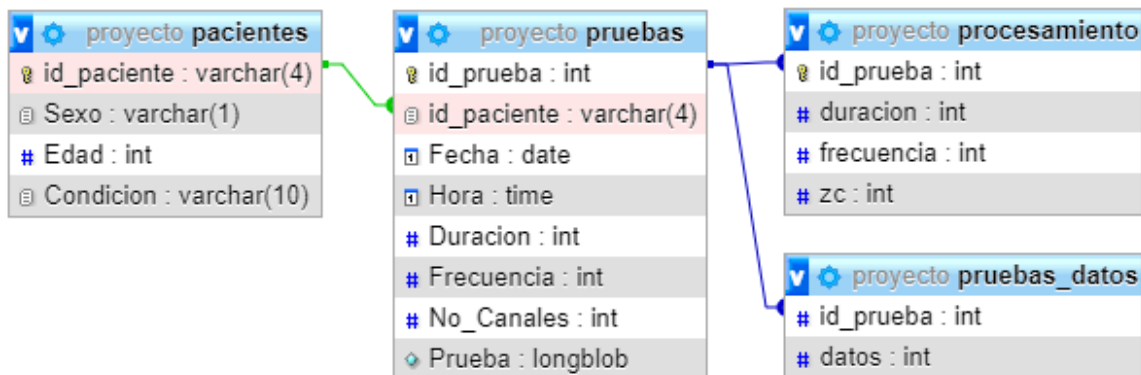 proyecto pacientes
id_paciente : varchar(4)
Sexo : varchar(1)
Edad : int
Condicion : varchar(10)
proyecto pruebas
id_prueba : int
id_paciente : varchar(4)
Fecha : date
Hora : time
Duracion : int
Frecuencia : int
No_Canales : int
Prueba : longblob
proyecto procesamiento
id_prueba : int
duracion : int
frecuencia : int
zc : int
proyecto pruebas_datos
id_prueba : int
datos : int